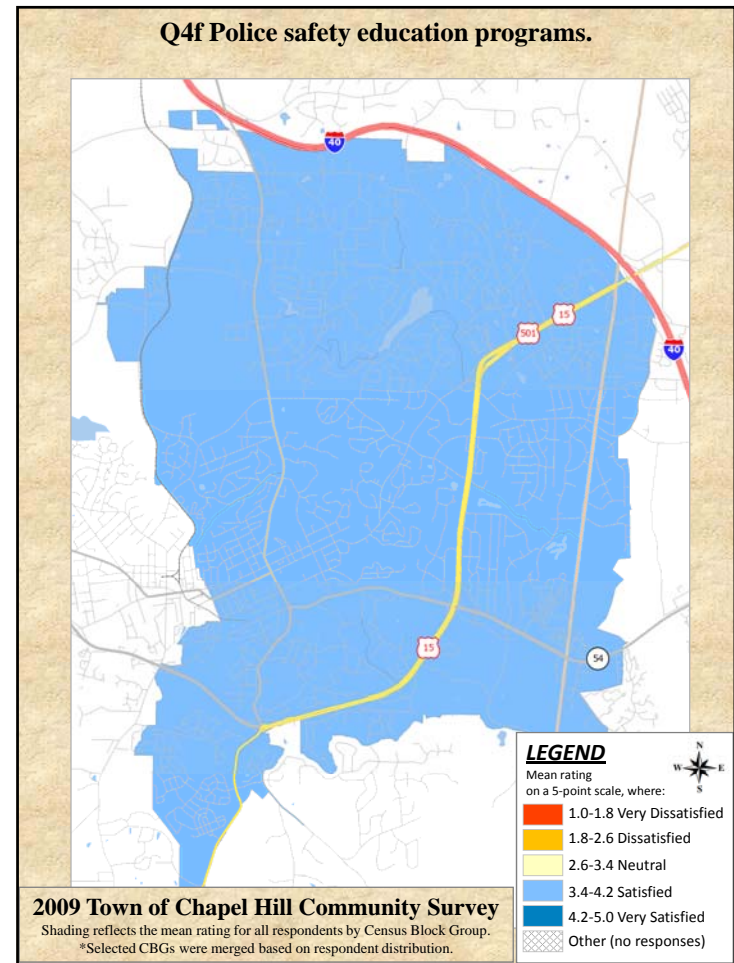 Q4f Police safety education programs.
40
15
501
40
15
54
LEGEND
N
W E
S
Mean rating
on a 5-point scale, where:
1.0-1.8 Very Dissatisfied
1.8-2.6 Dissatisfied
2.6-3.4 Neutral
3.4-4.2 Satisfied
4.2-5.0 Very Satisfied
Other (no responses)
2009 Town of Chapel Hill Community Survey
Shading reflects the mean rating for all respondents by Census Block Group.
*Selected CBGs were merged based on respondent distribution.